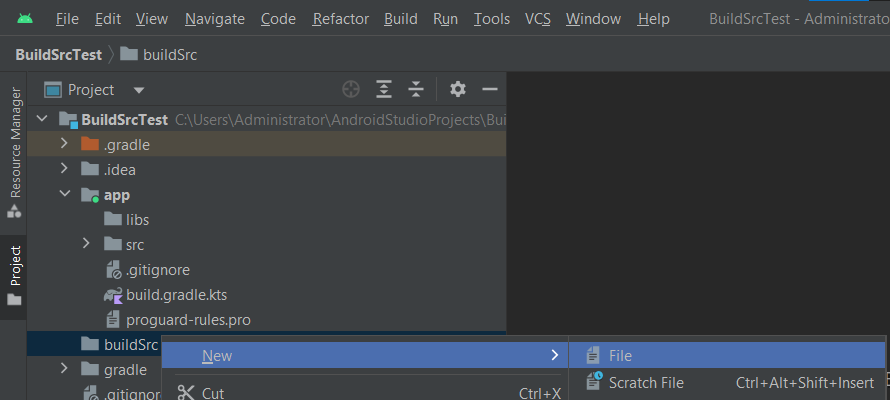 File Edit View Navigate Code Refactor Build Run Tools VCS Window Help BuildSrcTest - Administrato
BuildSrcTest buildSrc
Resource Manager
Project
Project
BuildSrcTest C:\Users\Administrator\AndroidStudioProjects\Bui
.gradle
.idea
app
libs
src
.gitignore
build.gradle.kts
proguard-rules.pro
buildSrc
New
File
gradle
Scratch File Ctrl+Alt+Shift+Insert
.gitignore
Cut Ctrl+X